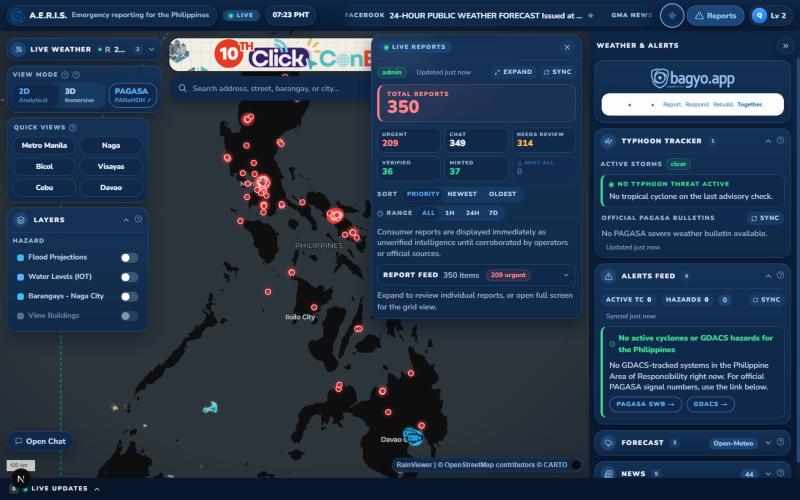 A.E.R.I.S. Emergency reporting for the Philippines
LIVE
07:23 PHT
FACEBOOK 24-HOUR PUBLIC WEATHER FORECAST Issued at ...
GMA NEWS
Reports
Q Lv 2
LIVE WEATHER R 2... 2
VIEW MODE
2D Analytical
3D Immersive
PAGASA PANaHON ↗
QUICK VIEWS
Metro Manila
Naga
Bicol
Visayas
Cebu
Davao
LAYERS
HAZARD
Flood Projections
Water Levels (IOT)
Barangays - Naga City
View Buildings
10TH Click
Search address, street, barangay, or city...
PHILIPPINES
Iloilo City
Davao
LIVE REPORTS
admin Updated just now EXPAND SYNC
TOTAL REPORTS
350
URGENT
209
CHAT
349
NEEDS REVIEW
314
VERIFIED
36
MINTED
37
MINT ALL
0
SORT PRIORITY NEWEST OLDEST
RANGE ALL 1H 24H 7D
Consumer reports are displayed immediately as
unverified intelligence until corroborated by operators
or official sources.
REPORT FEED 350 items 209 urgent
Expand to review individual reports, or open full screen
for the grid view.
WEATHER & ALERTS
bagyo.app
Report. Respond. Rebuild. Together.
TYPHOON TRACKER 1
ACTIVE STORMS clear
NO TYPHOON THREAT ACTIVE
No tropical cyclone on the last advisory check.
OFFICIAL PAGASA BULLETINS SYNC
No PAGASA severe weather bulletin available.
Updated just now
ALERTS FEED 4
ACTIVE TC 0 HAZARDS 0 0 SYNC
Synced just now
No active cyclones or GDACS hazards for
the Philippines
No GDACS-tracked systems in the Philippine
Area of Responsibility right now. For official
PAGASA signal numbers, use the link below.
PAGASA SWB →
GDACS →
FORECAST 3 Open-Meteo
NEWS 5 44
Open Chat
100 km
N
LIVE UPDATES
RainViewer | © OpenStreetMap contributors © CARTO